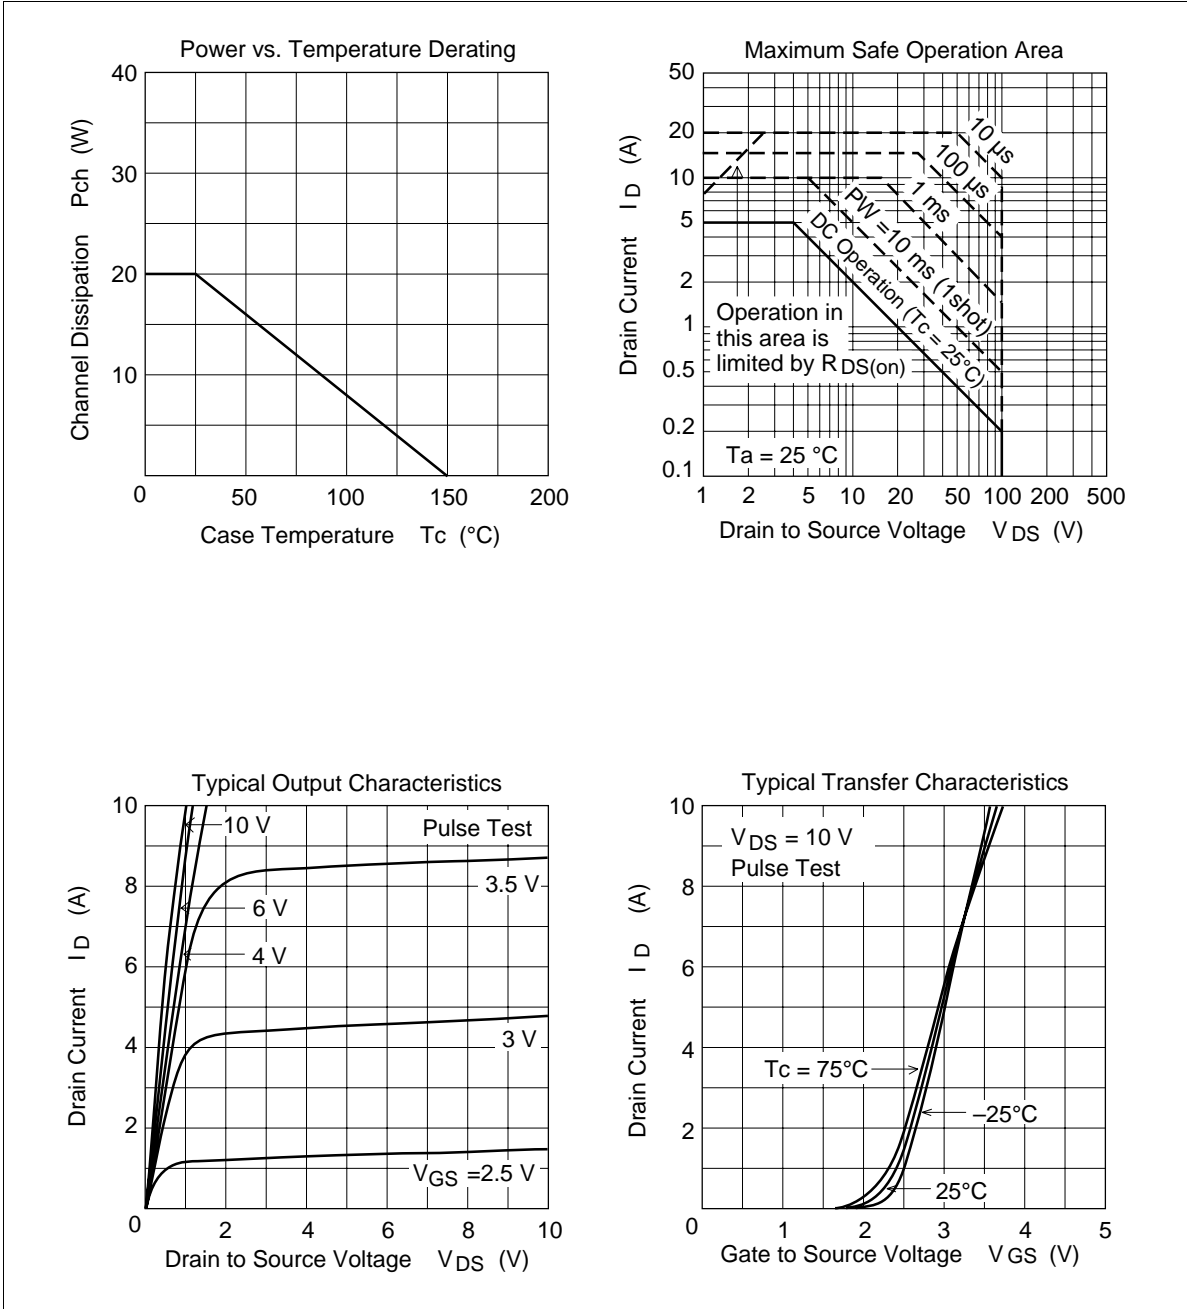 Power vs. Temperature Derating
40
30
20
10
0
50
100
150
200
Channel Dissipation Pch (W)
Case Temperature Tc (°C)
Maximum Safe Operation Area
50
20
10
5
2
1
0.5
0.2
0.1
1
2
5
10
20
50
100
200
500
Drain Current I D (A)
Drain to Source Voltage V DS (V)
10 µs
100 µs
1 ms
PW = 10 ms (1shot)
DC Operation (Tc = 25°C)
Operation in
this area is
limited by R DS(on)
Ta = 25 °C
Typical Output Characteristics
10
8
6
4
2
0
2
4
6
8
10
Drain Current I D (A)
Drain to Source Voltage V DS (V)
Pulse Test
10 V
6 V
4 V
3.5 V
3 V
V GS =2.5 V
Typical Transfer Characteristics
10
8
6
4
2
0
1
2
3
4
5
Drain Current I D (A)
Gate to Source Voltage V GS (V)
V DS = 10 V
Pulse Test
Tc = 75°C
–25°C
25°C